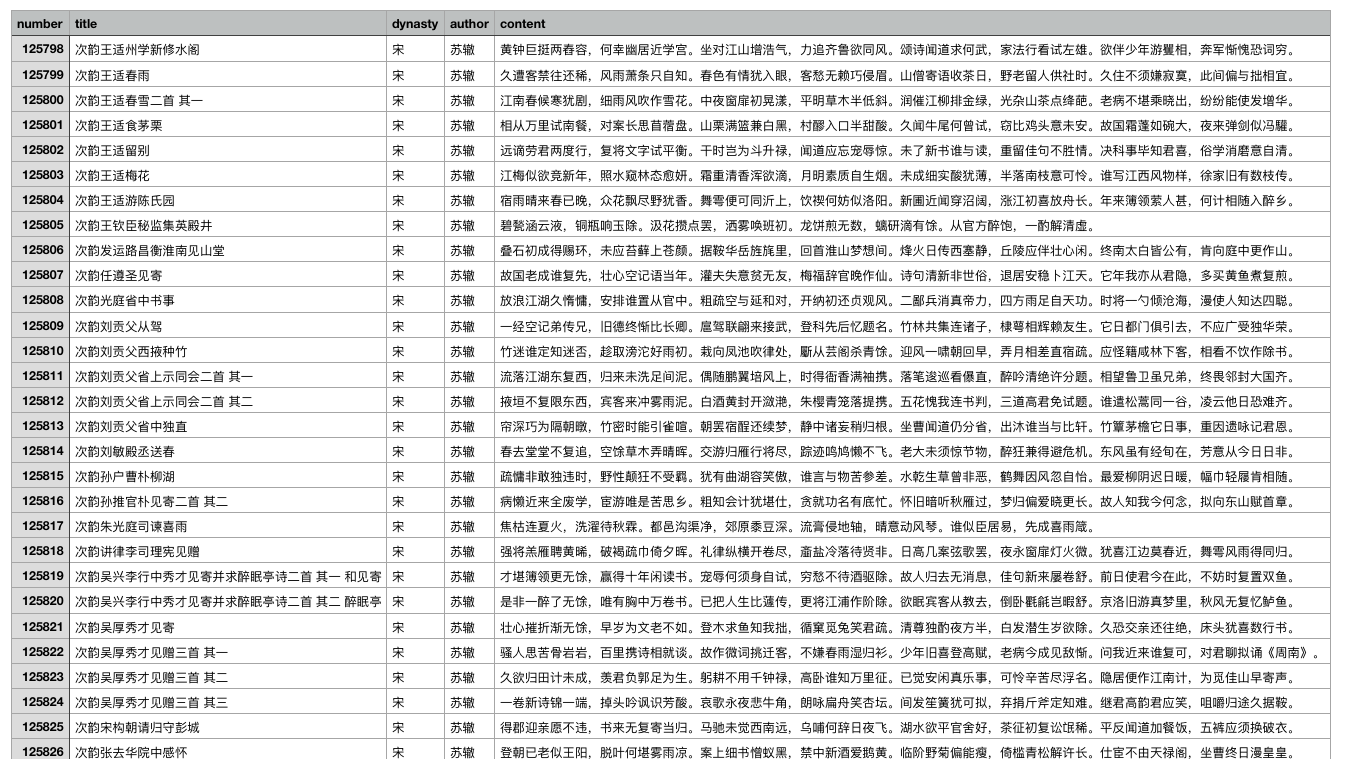 number title dynasty author content
125798 次韵王适州学新修水阁 宋 苏辙 黄钟巨挺两舂容，何幸幽居近学宫。坐对江山增浩气，力追齐鲁欲同风。颂诗闻道求何武，家法行看试左雄。欲伴少年游矍相，奔军惭愧恐词穷。
125799 次韵王适春雨 宋 苏辙 久遭客禁往还稀，风雨萧条只自知。春色有情犹入眼，客愁无赖巧侵眉。山僧寄语收茶日，野老留人供社时。久住不须嫌寂寞，此间偏与拙相宜。
125800 次韵王适春雪二首 其一 宋 苏辙 江南春候寒犹剧，细雨风吹作雪花。中夜窗扉初晃漾，平明草木半低斜。润催江柳排金绿，光杂山茶点绛葩。老病不堪乘晓出，纷纷能使发增华。
125801 次韵王适食茅栗 宋 苏辙 相从万里试南餐，对案长思苜蓿盘。山栗满篮兼白黑，村醪入口半甜酸。久闻牛尾何曾试，窃比鸡头意未安。故国霜蓬如碗大，夜来弹剑似冯驩。
125802 次韵王适留别 宋 苏辙 远谪劳君两度行，复将文字试平衡。干时岂为斗升禄，闻道应忘宠辱惊。未了新书谁与读，重留佳句不胜情。决科事毕知君喜，俗学消磨意自清。
125803 次韵王适梅花 宋 苏辙 江梅似欲竞新年，照水窥林态愈妍。霜重清香浑欲滴，月明素质自生烟。未成细实酸犹薄，半落南枝意可怜。谁写江西风物样，徐家旧有数枝传。
125804 次韵王适游陈氏园 宋 苏辙 宿雨晴来春已晚，众花飘尽野犹香。舞雩便可同沂上，饮禊何妨似洛阳。新圃近闻穿沼阔，涨江初喜放舟长。年来簿领萦人甚，何计相随入醉乡。
125805 次韵王钦臣秘监集英殿井 宋 苏辙 碧甃涵云液，铜瓶响玉除。汲花攒点罢，洒雾唤班初。龙饼煎无数，螭研滴有馀。从官方醉饱，一酌解清虚。
125806 次韵发运路昌衡淮南见山堂 宋 苏辙 叠石初成得赐环，未应苔藓上苍颜。据鞍华岳旌旄里，回首淮山梦想间。烽火日传西塞静，丘陵应伴壮心闲。终南太白皆公有，肯向庭中更作山。
125807 次韵任遵圣见寄 宋 苏辙 故国老成谁复先，壮心空记语当年。灌夫失意贫无友，梅福辞官晚作仙。诗句清新非世俗，退居安稳卜江天。它年我亦从君隐，多买黄鱼煮复煎。
125808 次韵光庭省中书事 宋 苏辙 放浪江湖久惰慵，安排谁置从官中。粗疏空与延和对，开纳初还贞观风。二鄙兵消真帝力，四方雨足自天功。时将一勺倾沧海，漫使人知达四聪。
125809 次韵刘贡父从驾 宋 苏辙 一经空记弟传兄，旧德终惭比长卿。扈驾联翩来接武，登科先后忆题名。竹林共集连诸子，棣萼相辉赖友生。它日都门俱引去，不应广受独华荣。
125810 次韵刘贡父西掖种竹 宋 苏辙 竹迷谁定知迷否，趁取滂沱好雨初。栽向凤池吹律处，斸从芸阁杀青馀。迎风一啸朝回早，弄月相差直宿疏。应怪籍咸林下客，相看不饮作除书。
125811 次韵刘贡父省上示同会二首 其一 宋 苏辙 流落江湖东复西，归来未洗足间泥。偶随鹏翼培风上，时得衙香满袖携。落笔逡巡看儤直，醉吟清绝许分题。相望鲁卫虽兄弟，终畏邻封大国齐。
125812 次韵刘贡父省上示同会二首 其二 宋 苏辙 掖垣不复限东西，宾客来冲雾雨泥。白酒黄封开潋滟，朱樱青笼落提携。五花愧我连书判，三道高君免试题。谁遣松蒿同一谷，凌云他日恐难齐。
125813 次韵刘贡父省中独直 宋 苏辙 帘深巧为隔朝暾，竹密时能引雀喧。朝罢宿酲还续梦，静中诸妄稍归根。坐曹闻道仍分省，出沐谁当与比轩。竹簟茅檐它日事，重因遗咏记君恩。
125814 次韵刘敏殿丞送春 宋 苏辙 春去堂堂不复追，空馀草木弄晴晖。交游归雁行将尽，踪迹鸣鸠懒不飞。老大未须惊节物，醉狂兼得避危机。东风虽有经旬在，芳意从今日日非。
125815 次韵孙户曹朴柳湖 宋 苏辙 疏慵非敢独违时，野性颠狂不受羁。犹有曲湖容笑傲，谁言与物苦参差。水乾生草曾非恶，鹤舞因风忽自怡。最爱柳阴迟日暖，幅巾轻屦肯相随。
125816 次韵孙推官朴见寄二首 其二 宋 苏辙 病懒近来全废学，宦游唯是苦思乡。粗知会计犹堪仕，贪就功名有底忙。怀旧暗听秋雁过，梦归偏爱晓更长。故人知我今何念，拟向东山赋首章。
125817 次韵朱光庭司谏喜雨 宋 苏辙 焦枯连夏火，洗濯待秋霖。都邑沟渠净，郊原黍豆深。流膏侵地轴，晴意动风琴。谁似臣居易，先成喜雨箴。
125818 次韵讲律李司理宪见赠 宋 苏辙 强将羔雁聘黄晞，破褐疏巾倚夕晖。礼律纵横开卷尽，齑盐冷落待贤非。日高几案弦歌罢，夜永窗扉灯火微。犹喜江边莫春近，舞雩风雨得同归。
125819 次韵吴兴李行中秀才见寄并求醉眠亭诗二首 其一 和见寄 宋 苏辙 才堪簿领更无馀，赢得十年闲读书。宠辱何须身自试，穷愁不待酒驱除。故人归去无消息，佳句新来屡卷舒。前日使君今在此，不妨时复置双鱼。
125820 次韵吴兴李行中秀才见寄并求醉眠亭诗二首 其二 醉眠亭 宋 苏辙 是非一醉了无馀，唯有胸中万卷书。已把人生比蘧传，更将江浦作阶除。欲眠宾客从教去，倒卧氍毹岂暇舒。京洛旧游真梦里，秋风无复忆鲈鱼。
125821 次韵吴厚秀才见寄 宋 苏辙 壮心摧折渐无馀，早岁为文老不如。登木求鱼知我拙，循窠觅兔笑君疏。清尊独酌夜方半，白发潜生岁欲除。久恐交亲还往绝，床头犹喜数行书。
125822 次韵吴厚秀才见赠三首 其一 宋 苏辙 骚人思苦骨岩岩，百里携诗相就谈。故作微词挑迁客，不嫌春雨湿归衫。少年旧喜登高赋，老病今成见敌惭。问我近来谁复可，对君聊拟诵《周南》。
125823 次韵吴厚秀才见赠三首 其二 宋 苏辙 久欲归田计未成，羡君负郭足为生。躬耕不用千钟禄，高卧谁知万里征。已觉安闲真乐事，可怜辛苦尽浮名。隐居便作江南计，为觅佳山早寄声。
125824 次韵吴厚秀才见赠三首 其三 宋 苏辙 一卷新诗锦一端，掉头吟讽识芳酸。哀歌永夜悲牛角，朗咏扁舟笑杏坛。间发笙簧犹可拟，弃捐斤斧定知难。继君高韵君应笑，咀嚼归途久据鞍。
125825 次韵宋构朝请归守彭城 宋 苏辙 得郡迎亲愿不违，书来无复寄当归。马驰未觉西南远，乌哺何辞日夜飞。湖水欲平官舍好，茶征初复讼氓稀。平反闻道加餐饭，五裤应须换破衣。
125826 次韵张去华院中感怀 宋 苏辙 登朝已老似王阳，脱叶何堪雾雨凉。案上细书憎蚁黑，禁中新酒爱鹅黄。临阶野菊偏能瘦，倚槛青松解许长。仕宦不由天禄阁，坐曹终日漫皇皇。